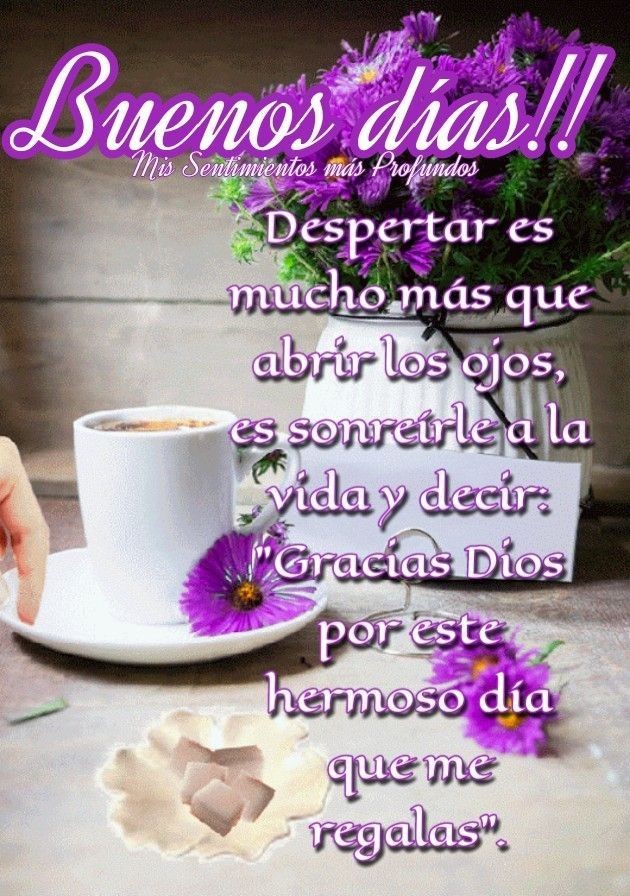 Buenos días!!
Mis Sentimientos más Profundos
Despertar es
mucho más que
abrir los ojos,
es sonreírle a la
vida y decir:
"Gracias Dios
por este
hermoso día
que me
regalas".